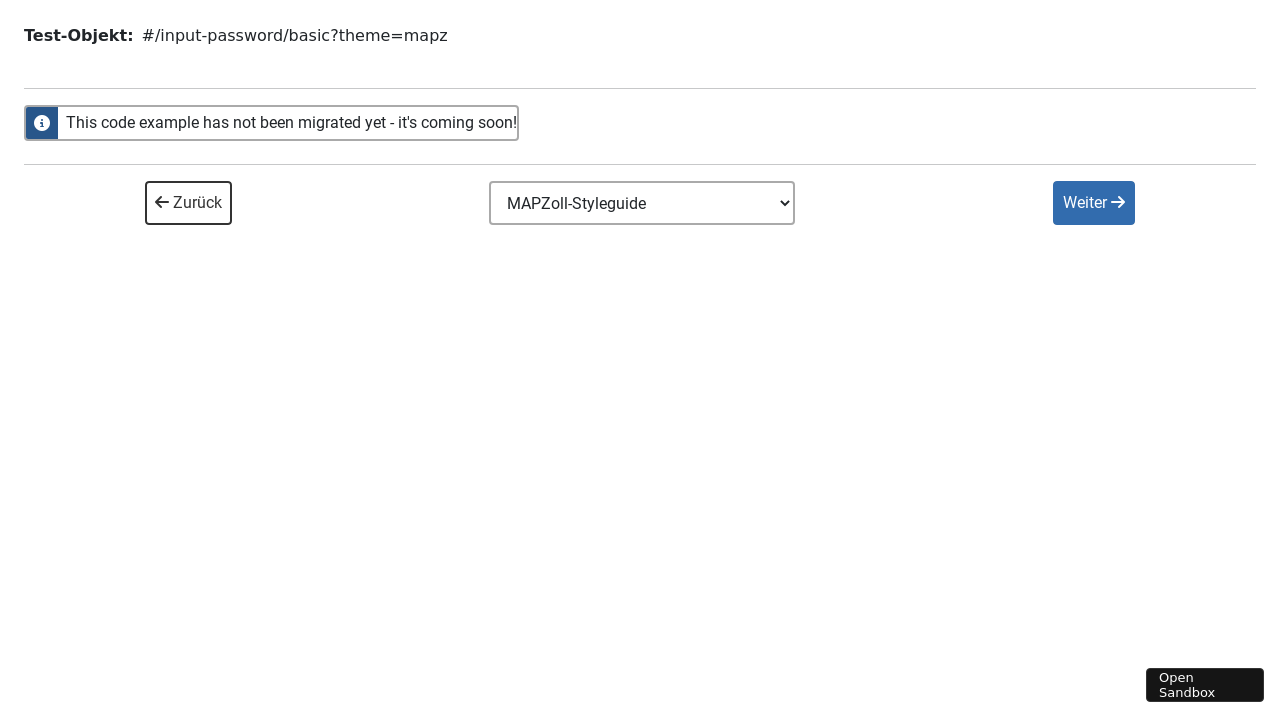 Test-Objekt: #/input-password/basic?theme=mapz
This code example has not been migrated yet - it's coming soon!
Zurück
MAPZoll-Styleguide
Weiter
Open
Sandbox